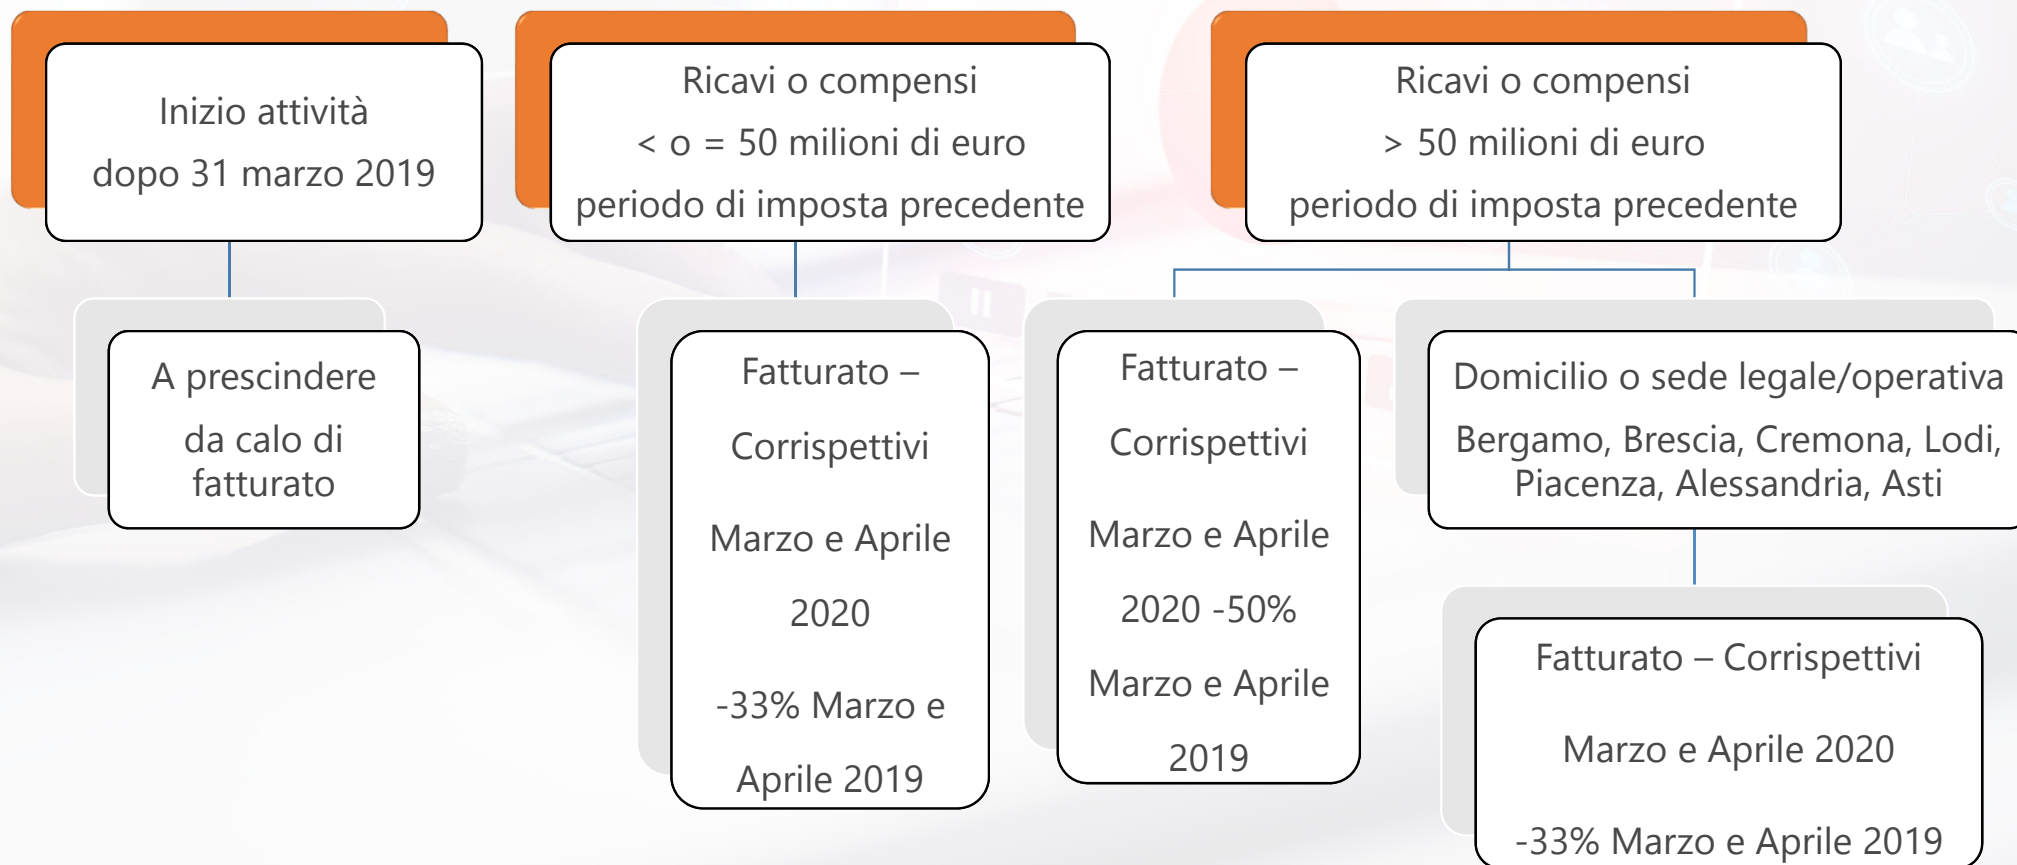 Inizio attività
dopo 31 marzo 2019
Ricavi o compensi
< o = 50 milioni di euro
periodo di imposta precedente
Ricavi o compensi
> 50 milioni di euro
periodo di imposta precedente
A prescindere
da calo di
fatturato
Fatturato –
Corrispettivi
Marzo e Aprile
2020
-33% Marzo e
Aprile 2019
Fatturato –
Corrispettivi
Marzo e Aprile
2020 -50%
Marzo e Aprile
2019
Domicilio o sede legale/operativa
Bergamo, Brescia, Cremona, Lodi,
Piacenza, Alessandria, Asti
Fatturato – Corrispettivi
Marzo e Aprile 2020
-33% Marzo e Aprile 2019